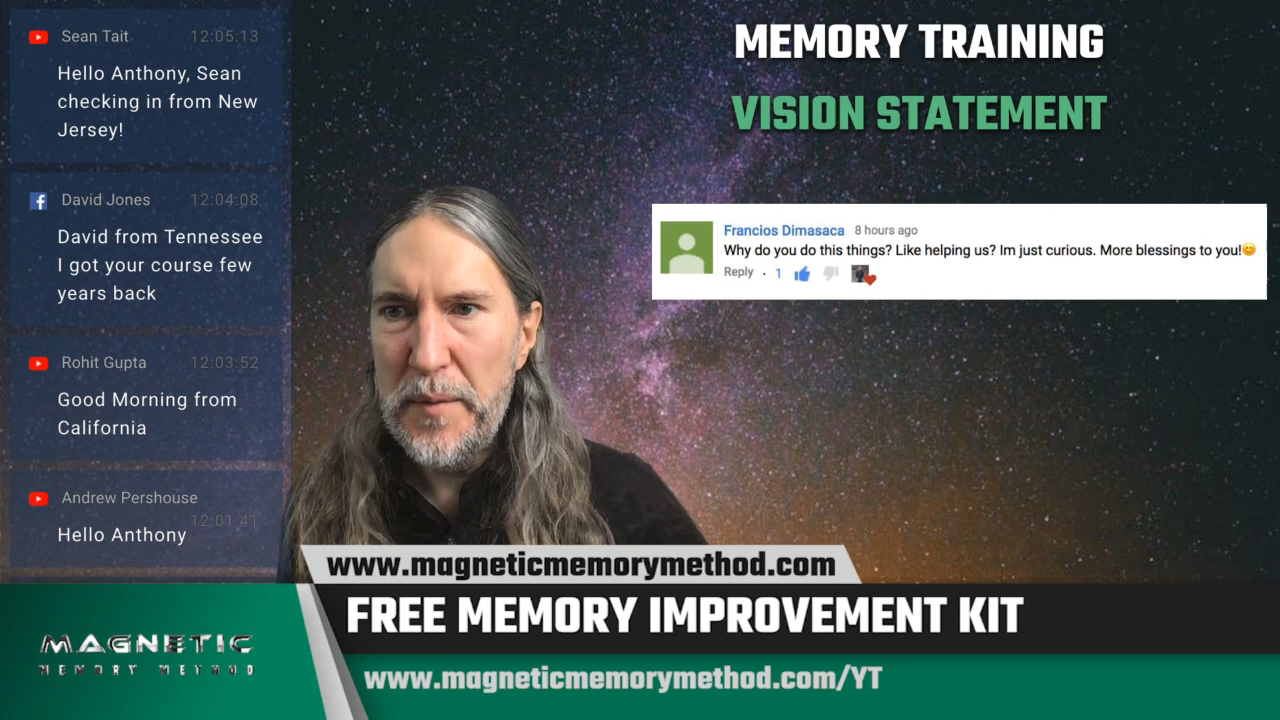 Sean Tait 12:05:13
Hello Anthony, Sean
checking in from New
Jersey!
David Jones 12:04:08
David from Tennessee
I got your course few
years back
Rohit Gupta 12:03:52
Good Morning from
California
Andrew Pershouse
12:01:41
Hello Anthony
MEMORY TRAINING
VISION STATEMENT
Francios Dimasaca 8 hours ago
Why do you do this things? Like helping us? Im just curious. More blessings to you!😊
Reply · 1
www.magneticmemorymethod.com
FREE MEMORY IMPROVEMENT KIT
www.magneticmemorymethod.com/YT
MAGNETIC
MEMORY METHOD